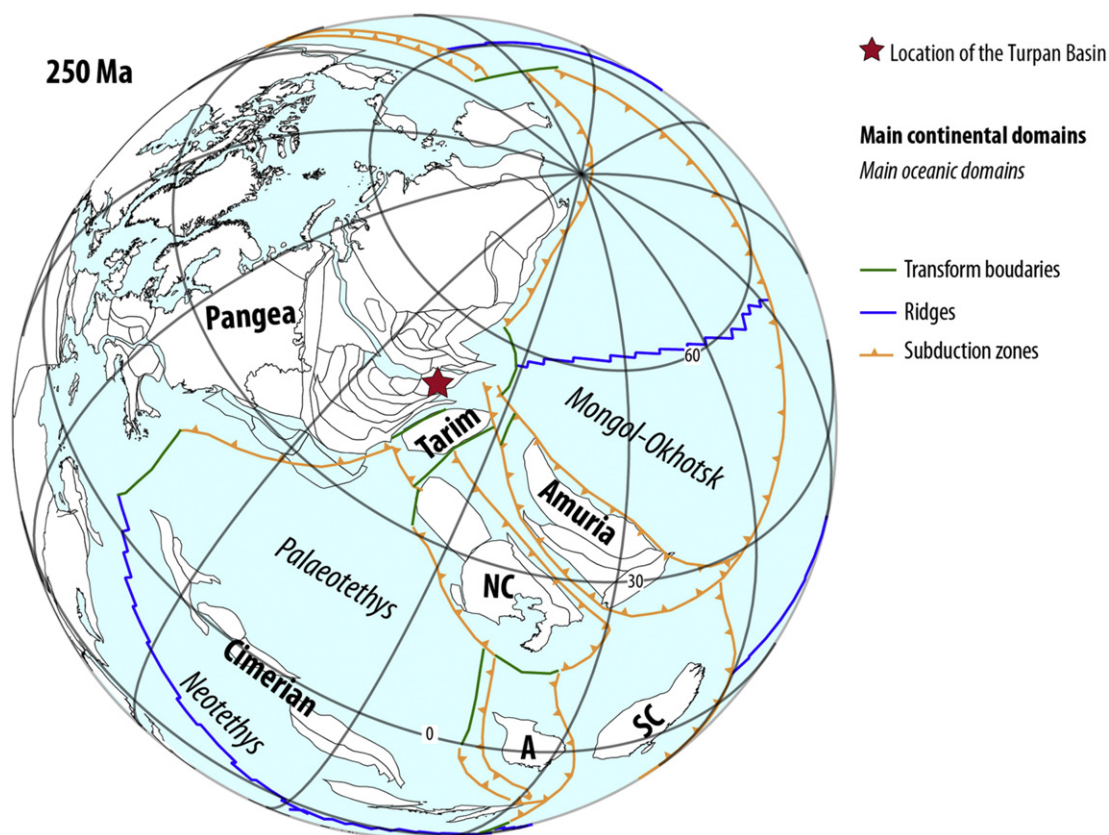 250 Ma
Location of the Turpan Basin
Main continental domains
Main oceanic domains
Transform boudaries
Ridges
Subduction zones
Pangea
60
Tarim
Mongol-Okhotsk
Amuria
Palaeotethys
NC
30
Cimerian
Neotethys
0
A
SC